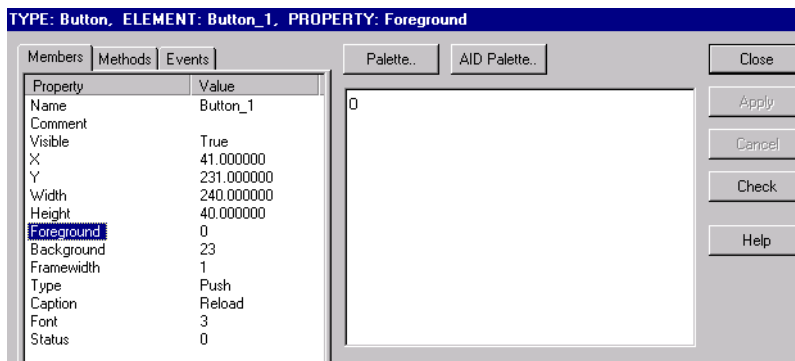 TYPE: Button, ELEMENT: Button_1, PROPERTY: Foreground
Members Methods Events
Palette.. AID Palette..
Close
Property Value
Name Button_1
Comment
Visible True
X 41.000000
Y 231.000000
Width 240.000000
Height 40.000000
Foreground 0
Background 23
Framewidth 1
Type Push
Caption Reload
Font 3
Status 0
0
Apply
Cancel
Check
Help